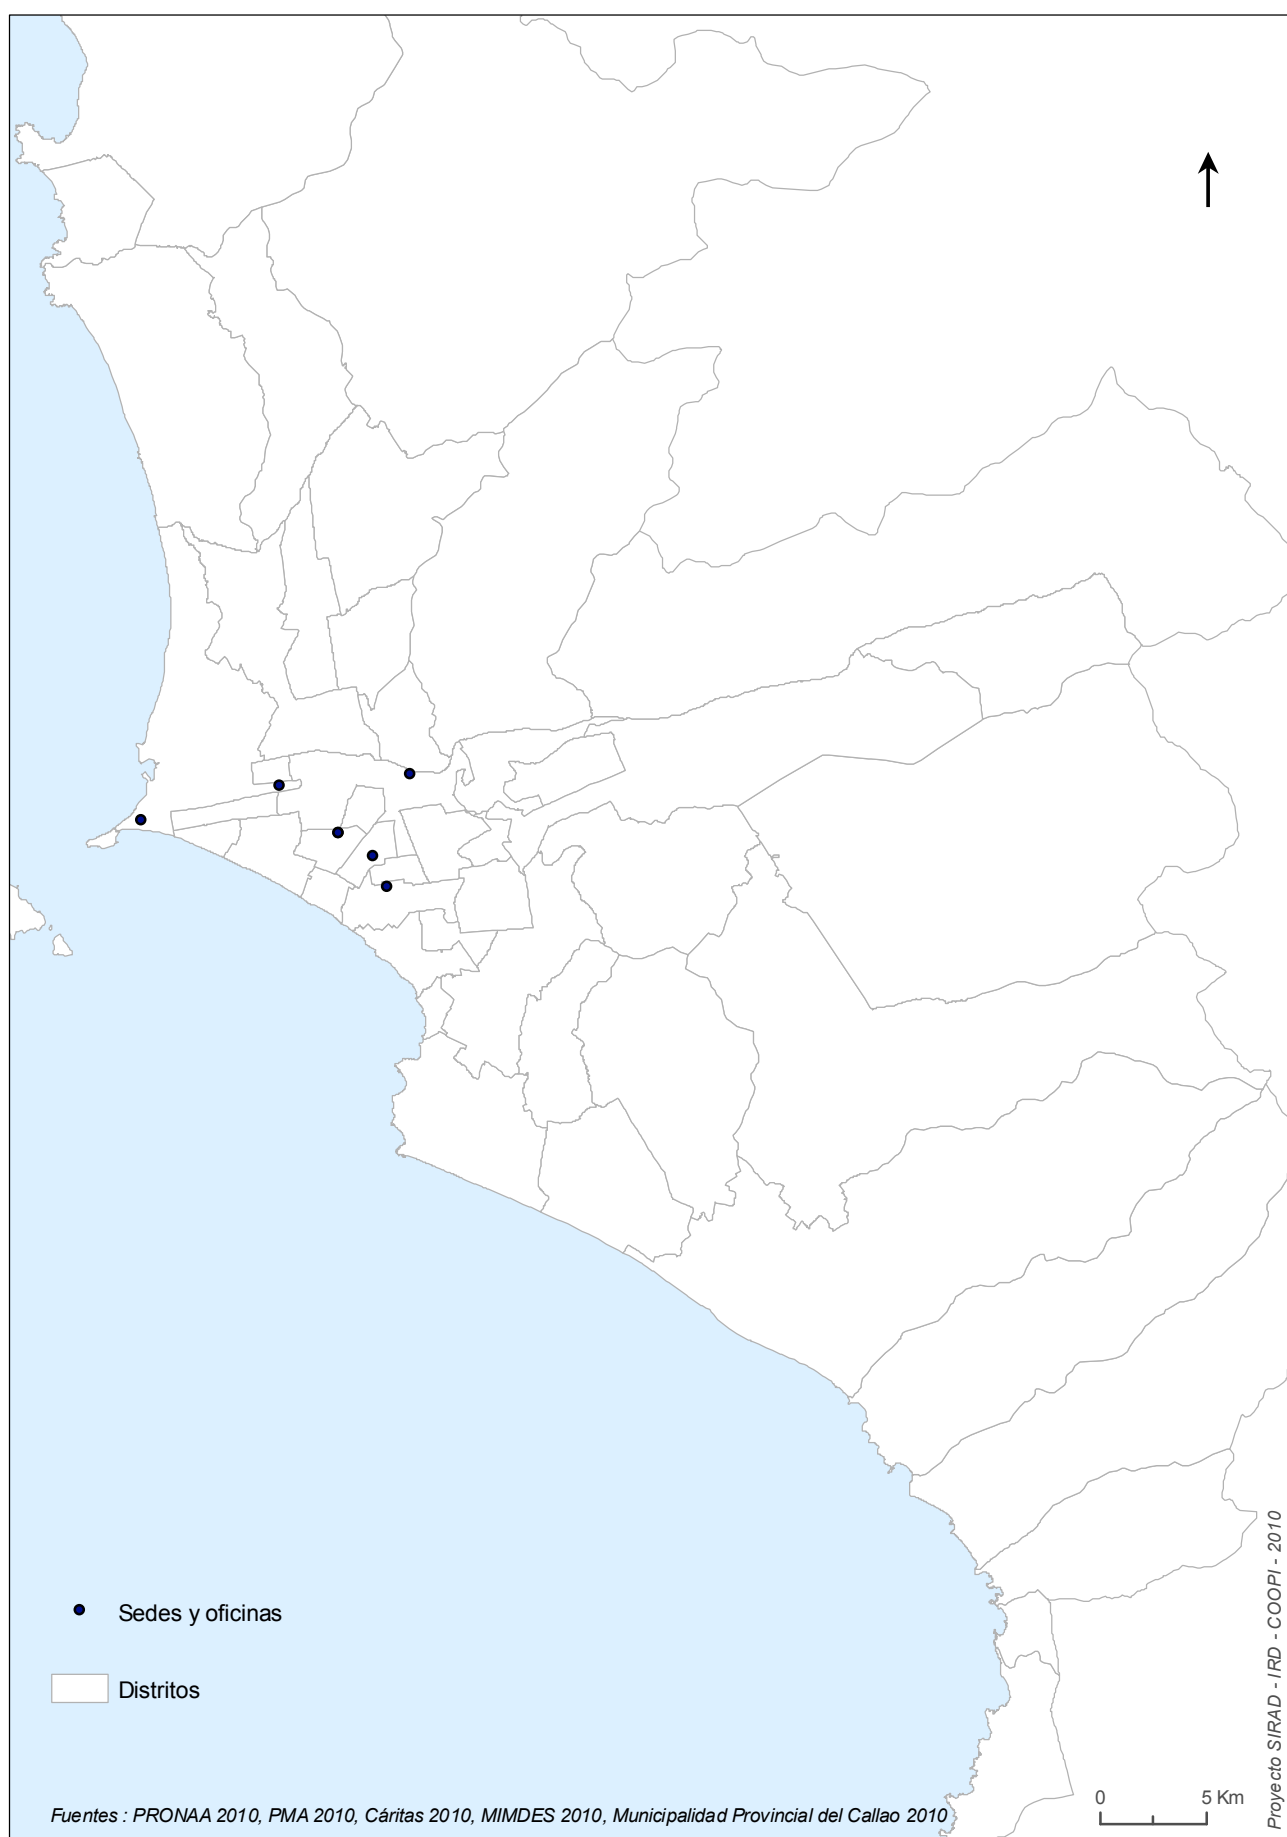 Sedes y oficinas
Distritos
Fuentes : PRONAA 2010, PMA 2010, Cáritas 2010, MIMDES 2010, Municipalidad Provincial del Callao 2010
0 5 Km
Proyecto SIRAD - IRD - COOPI - 2010